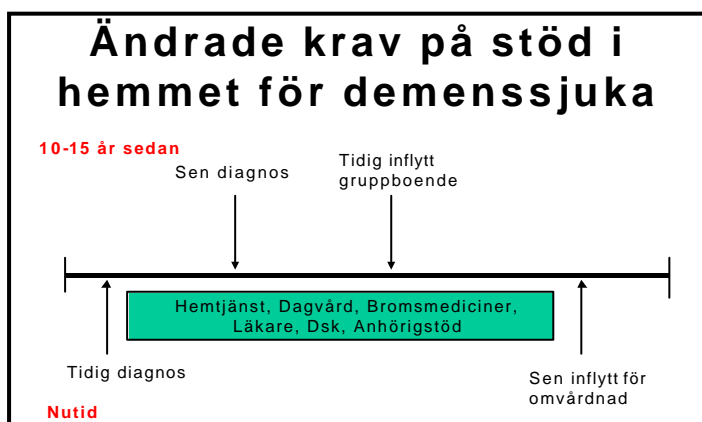 Ändrade krav på stöd i
hemmet för demenssjuka
10-15 år sedan
Sen diagnos
Tidig inflytt
gruppboende
Hemtjänst, Dagvård, Bromsmediciner,
Läkare, Dsk, Anhörigstöd
Tidig diagnos
Sen inflytt för
omvårdnad
Nutid